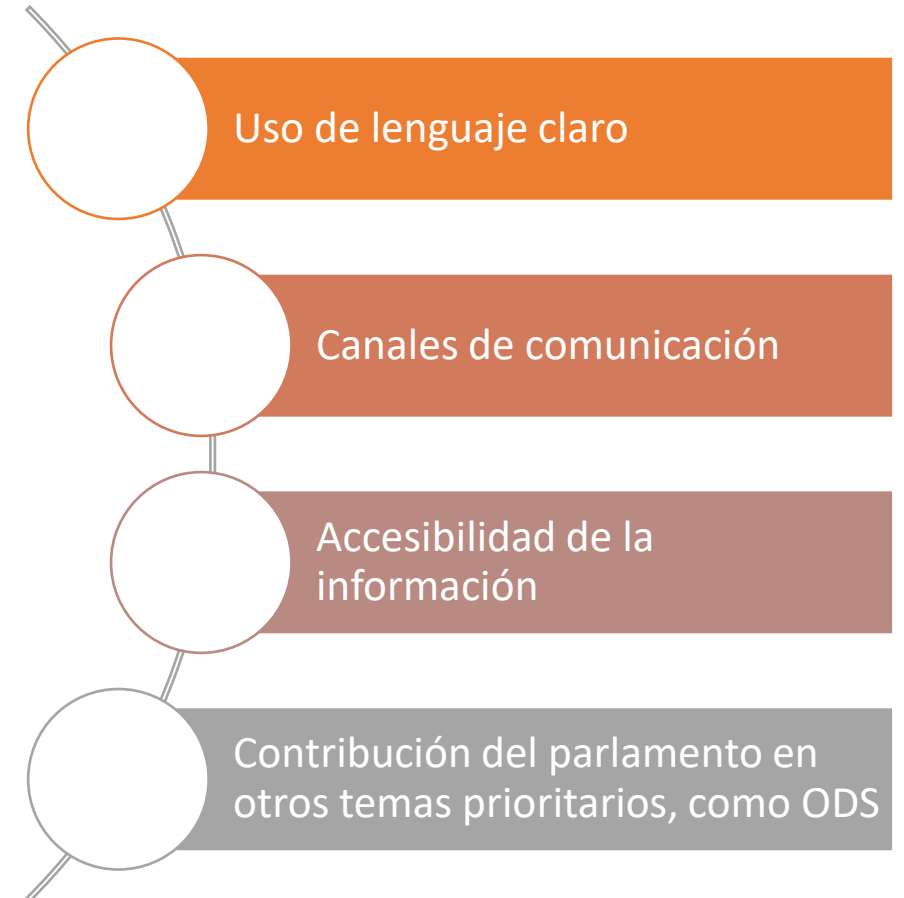 Uso de lenguaje claro
Canales de comunicación
Accesibilidad de la
información
Contribución del parlamento en
otros temas prioritarios, como ODS